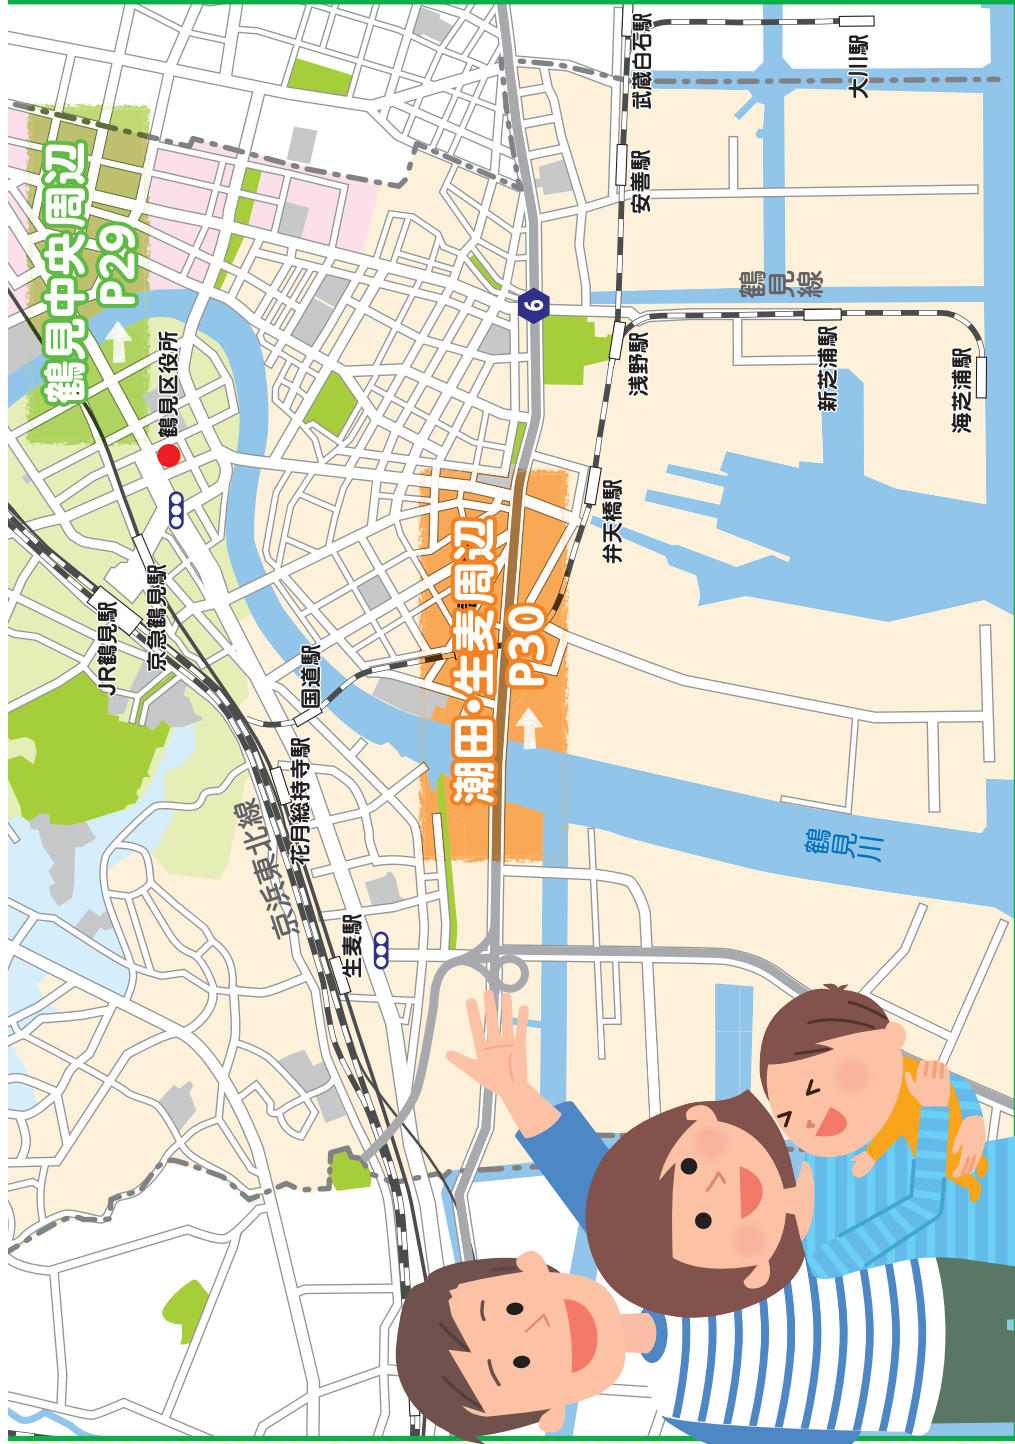 鶴見中央周辺
P29
鶴見区役所
JR鶴見駅
京急鶴見駅
国道駅
花月総持寺駅
京浜東北線
生麦駅
潮田・生麦周辺
P30
6
武蔵白石駅
大川駅
安善駅
鶴見線
浅野駅
新芝浦駅
海芝浦駅
弁天橋駅
鶴見川